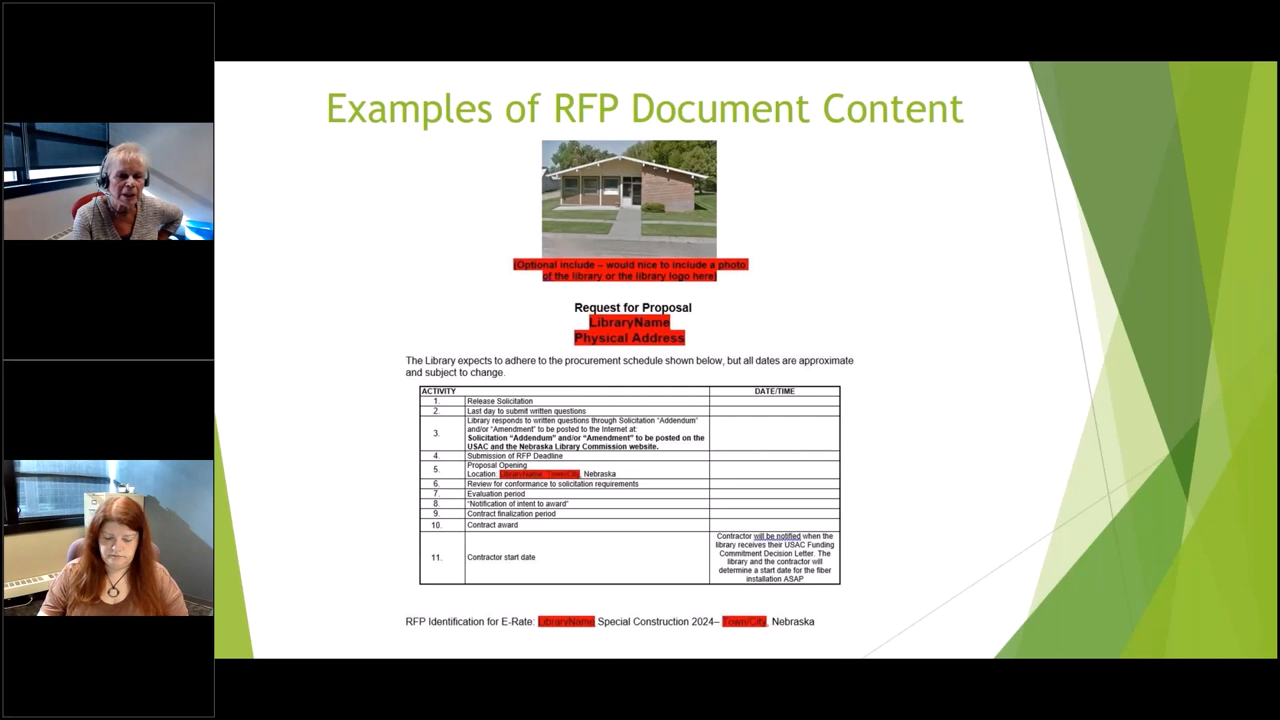 Examples of RFP Document Content
(Optional include – would nice to include a photo
of the library or the library logo here)
Request for Proposal
LibraryName
Physical Address
The Library expects to adhere to the procurement schedule shown below, but all dates are approximate
and subject to change.
ACTIVITY DATE/TIME
1. Release Solicitation
2. Last day to submit written questions
3. Library responds to written questions through Solicitation "Addendum"
and/or "Amendment" to be posted to the Internet at:
Solicitation "Addendum" and/or "Amendment" to be posted on the
USAC and the Nebraska Library Commission website.
4. Submission of RFP Deadline
5. Proposal Opening
Location: LibraryName, Town/City, Nebraska
6. Review for conformance to solicitation requirements
7. Evaluation period
8. "Notification of intent to award"
9. Contract finalization period
10. Contract award
11. Contractor start date
Contractor will be notified when the
library receives their USAC Funding
Commitment Decision Letter. The
library and the contractor will
determine a start date for the fiber
installation ASAP
RFP Identification for E-Rate: LibraryName Special Construction 2024– Town/City, Nebraska